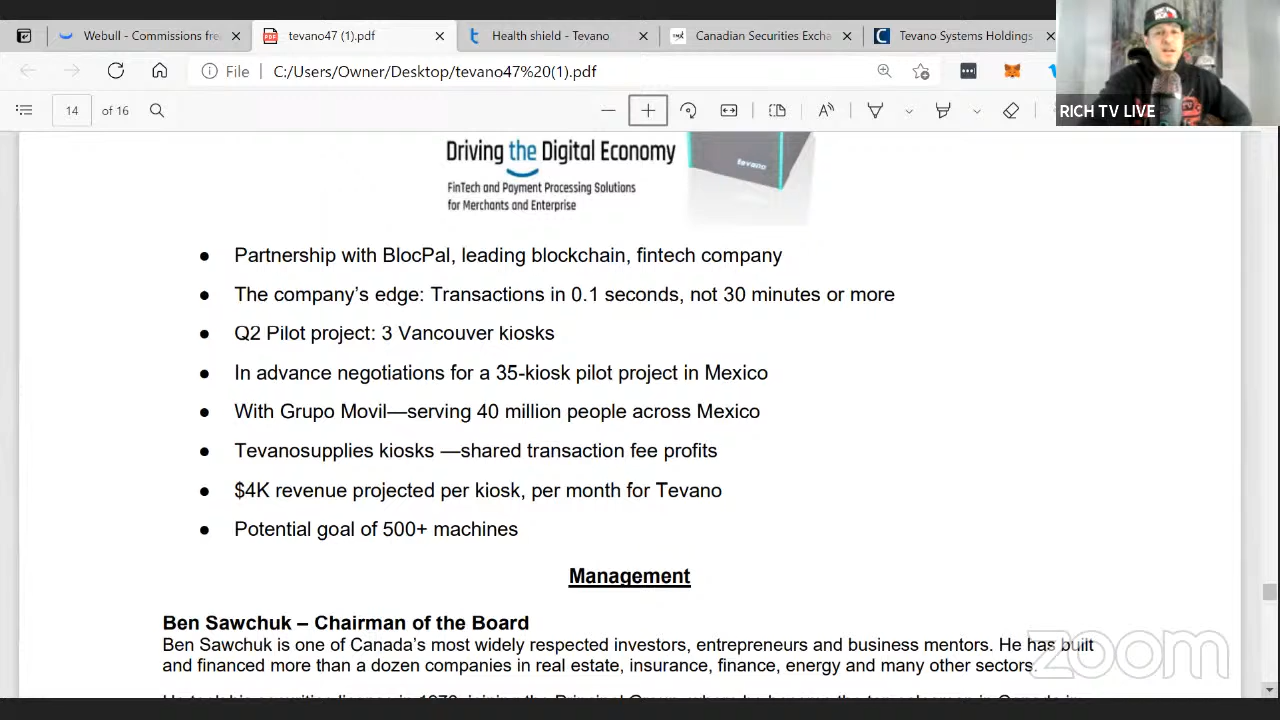 Webull - Commissions fre
tevano47 (1).pdf
Health shield - Tevano
Canadian Securities Excha
Tevano Systems Holdings
File
C:/Users/Owner/Desktop/tevano47%20(1).pdf
14 of 16
RICH TV LIVE
Driving the Digital Economy
FinTech and Payment Processing Solutions
for Merchants and Enterprise
tevano
● Partnership with BlocPal, leading blockchain, fintech company
● The company's edge: Transactions in 0.1 seconds, not 30 minutes or more
● Q2 Pilot project: 3 Vancouver kiosks
● In advance negotiations for a 35-kiosk pilot project in Mexico
● With Grupo Movil—serving 40 million people across Mexico
● Tevanosupplies kiosks —shared transaction fee profits
● $4K revenue projected per kiosk, per month for Tevano
● Potential goal of 500+ machines
Management
Ben Sawchuk – Chairman of the Board
Ben Sawchuk is one of Canada's most widely respected investors, entrepreneurs and business mentors. He has built
and financed more than a dozen companies in real estate, insurance, finance, energy and many other sectors.
zoom